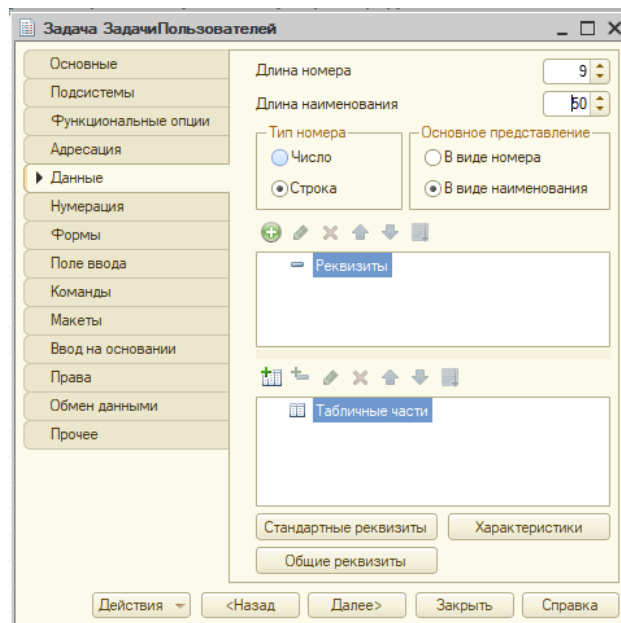 Задача ЗадачиПользователей
Основные
Подсистемы
Функциональные опции
Адресация
Данные
Нумерация
Формы
Поле ввода
Команды
Макеты
Ввод на основании
Права
Обмен данными
Прочее
Длина номера 9
Длина наименования 50
Тип номера
Число
Строка
Основное представление
В виде номера
В виде наименования
Реквизиты
Табличные части
Стандартные реквизиты Характеристики
Общие реквизиты
Действия <Назад Далее> Закрыть Справка